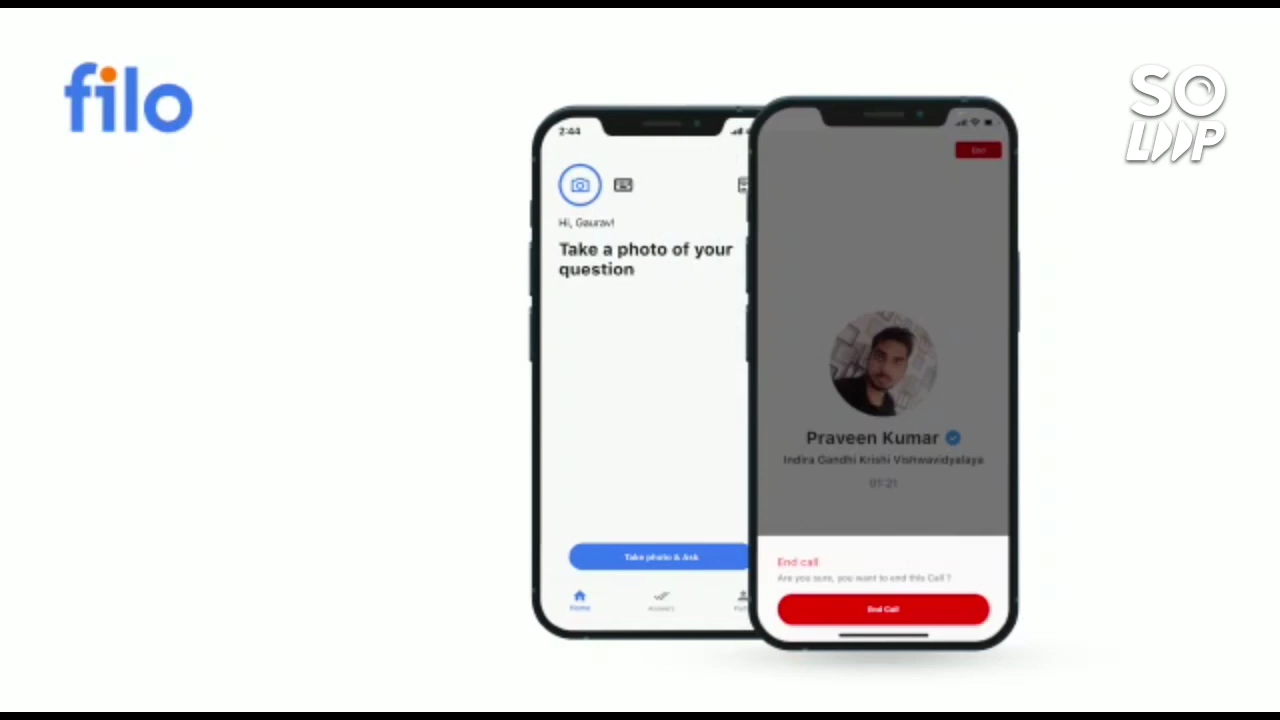 filo
SO
LOOP
2:44
Hi, Gaurav!
Take a photo of your
question
Take photo & Ask
Home
Answers
End
Praveen Kumar
Indira Gandhi Krishi Vishwavidyalaya
01:21
End call
Are you sure, you want to end this Call ?
End Call